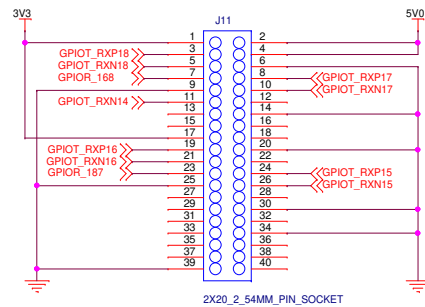 J11
3V3 5V0
1 2
GPIOT_RXP18 3 4
GPIOT_RXN18 5 6
GPIOR_168 7 8 GPIOT_RXP17
9 10 GPIOT_RXN17
GPIOT_RXN14 11 12
13 14
15 16
17 18
GPIOT_RXP16 19 20
GPIOT_RXN16 21 22
GPIOR_187 23 24 GPIOT_RXP15
25 26 GPIOT_RXN15
27 28
29 30
31 32
33 34
35 36
37 38
39 40
2X20_2_54MM_PIN_SOCKET